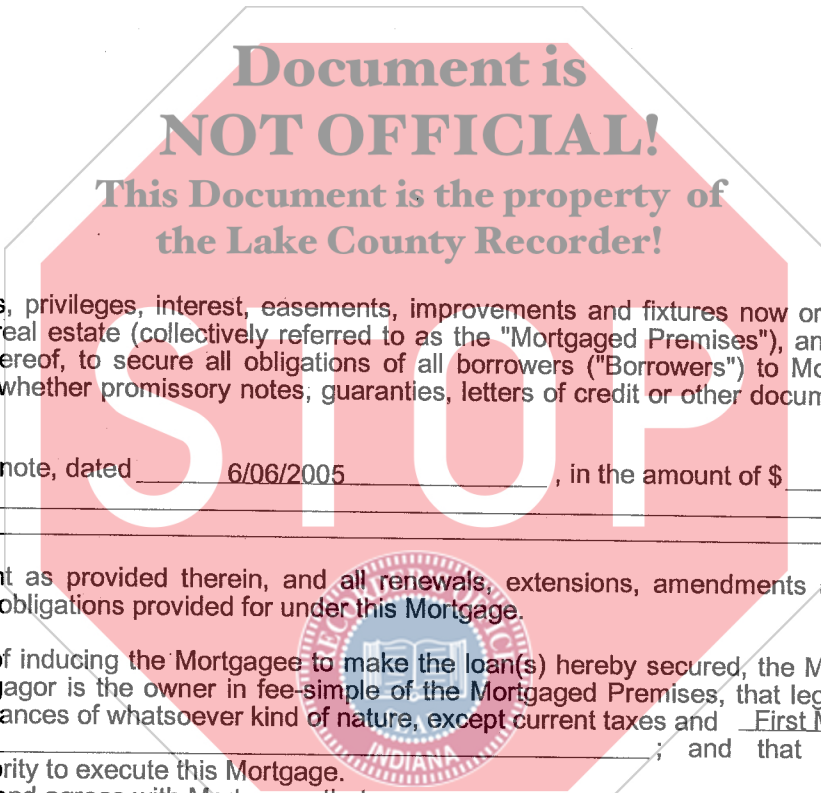 Document is
NOT OFFICIAL!
This Document is the property of
the Lake County Recorder!
s, privileges, interest, easements, improvements and fixtures now or
real estate (collectively referred to as the "Mortgaged Premises"), an
ereof, to secure all obligations of all borrowers ("Borrowers") to Mo
whether promissory notes, guaranties, letters of credit or other docum
STOP
note, dated 6/06/2005 , in the amount of $
nt as provided therein, and all renewals, extensions, amendments a
obligations provided for under this Mortgage.
of inducing the Mortgagee to make the loan(s) hereby secured, the M
gagor is the owner in fee-simple of the Mortgaged Premises, that leg
ances of whatsoever kind of nature, except current taxes and First M
; and that
INDIANA
ority to execute this Mortgage.